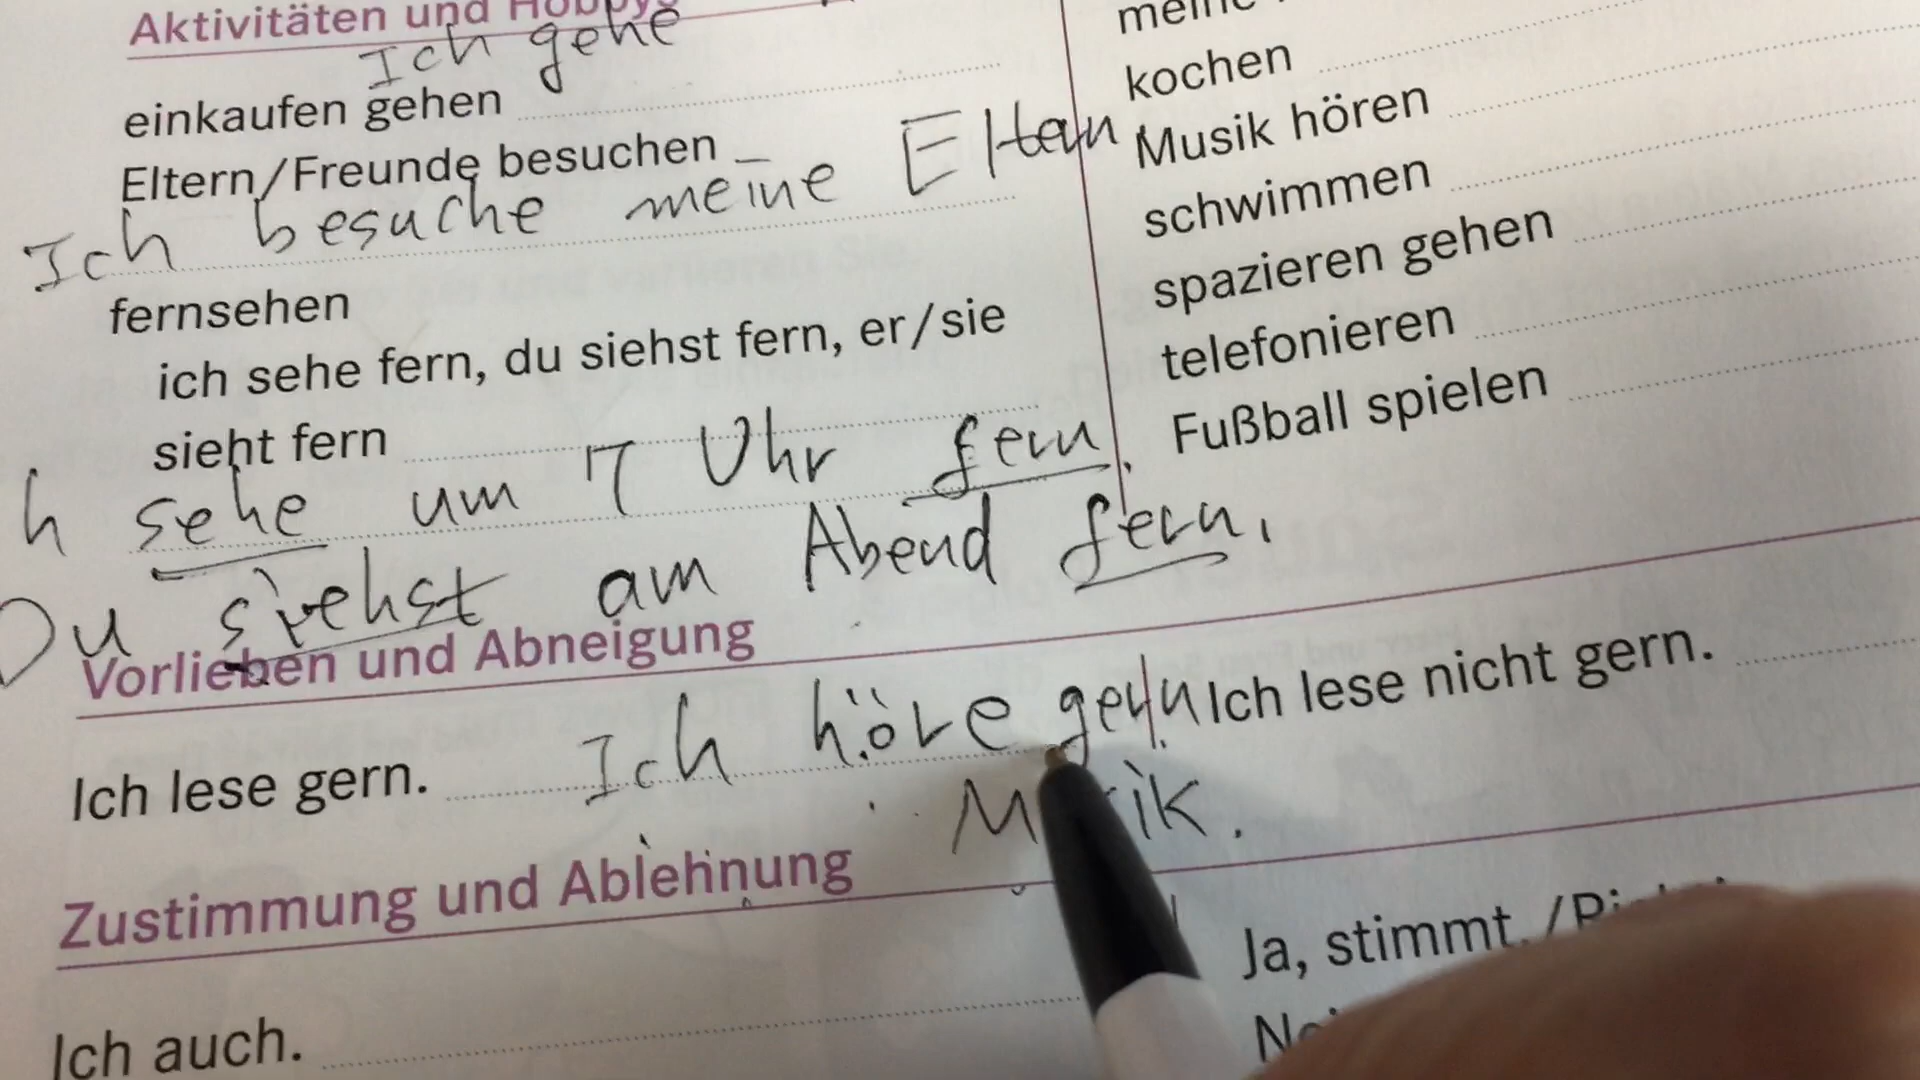 Aktivitäten und Hobbys
Ich gehe
einkaufen gehen
Eltern/Freunde besuchen
Ich besuche meine Eltern
fernsehen
ich sehe fern, du siehst fern, er/sie
sieht fern
h sehe um 7 Uhr fern.
Du siehst am Abend fern.
meine
kochen
Musik hören
schwimmen
spazieren gehen
telefonieren
Fußball spielen
Vorlieben und Abneigung
Ich lese gern. Ich höre gern
Musik.
Ich lese nicht gern.
Zustimmung und Ablehnung
Ich auch.
Ja, stimmt. /